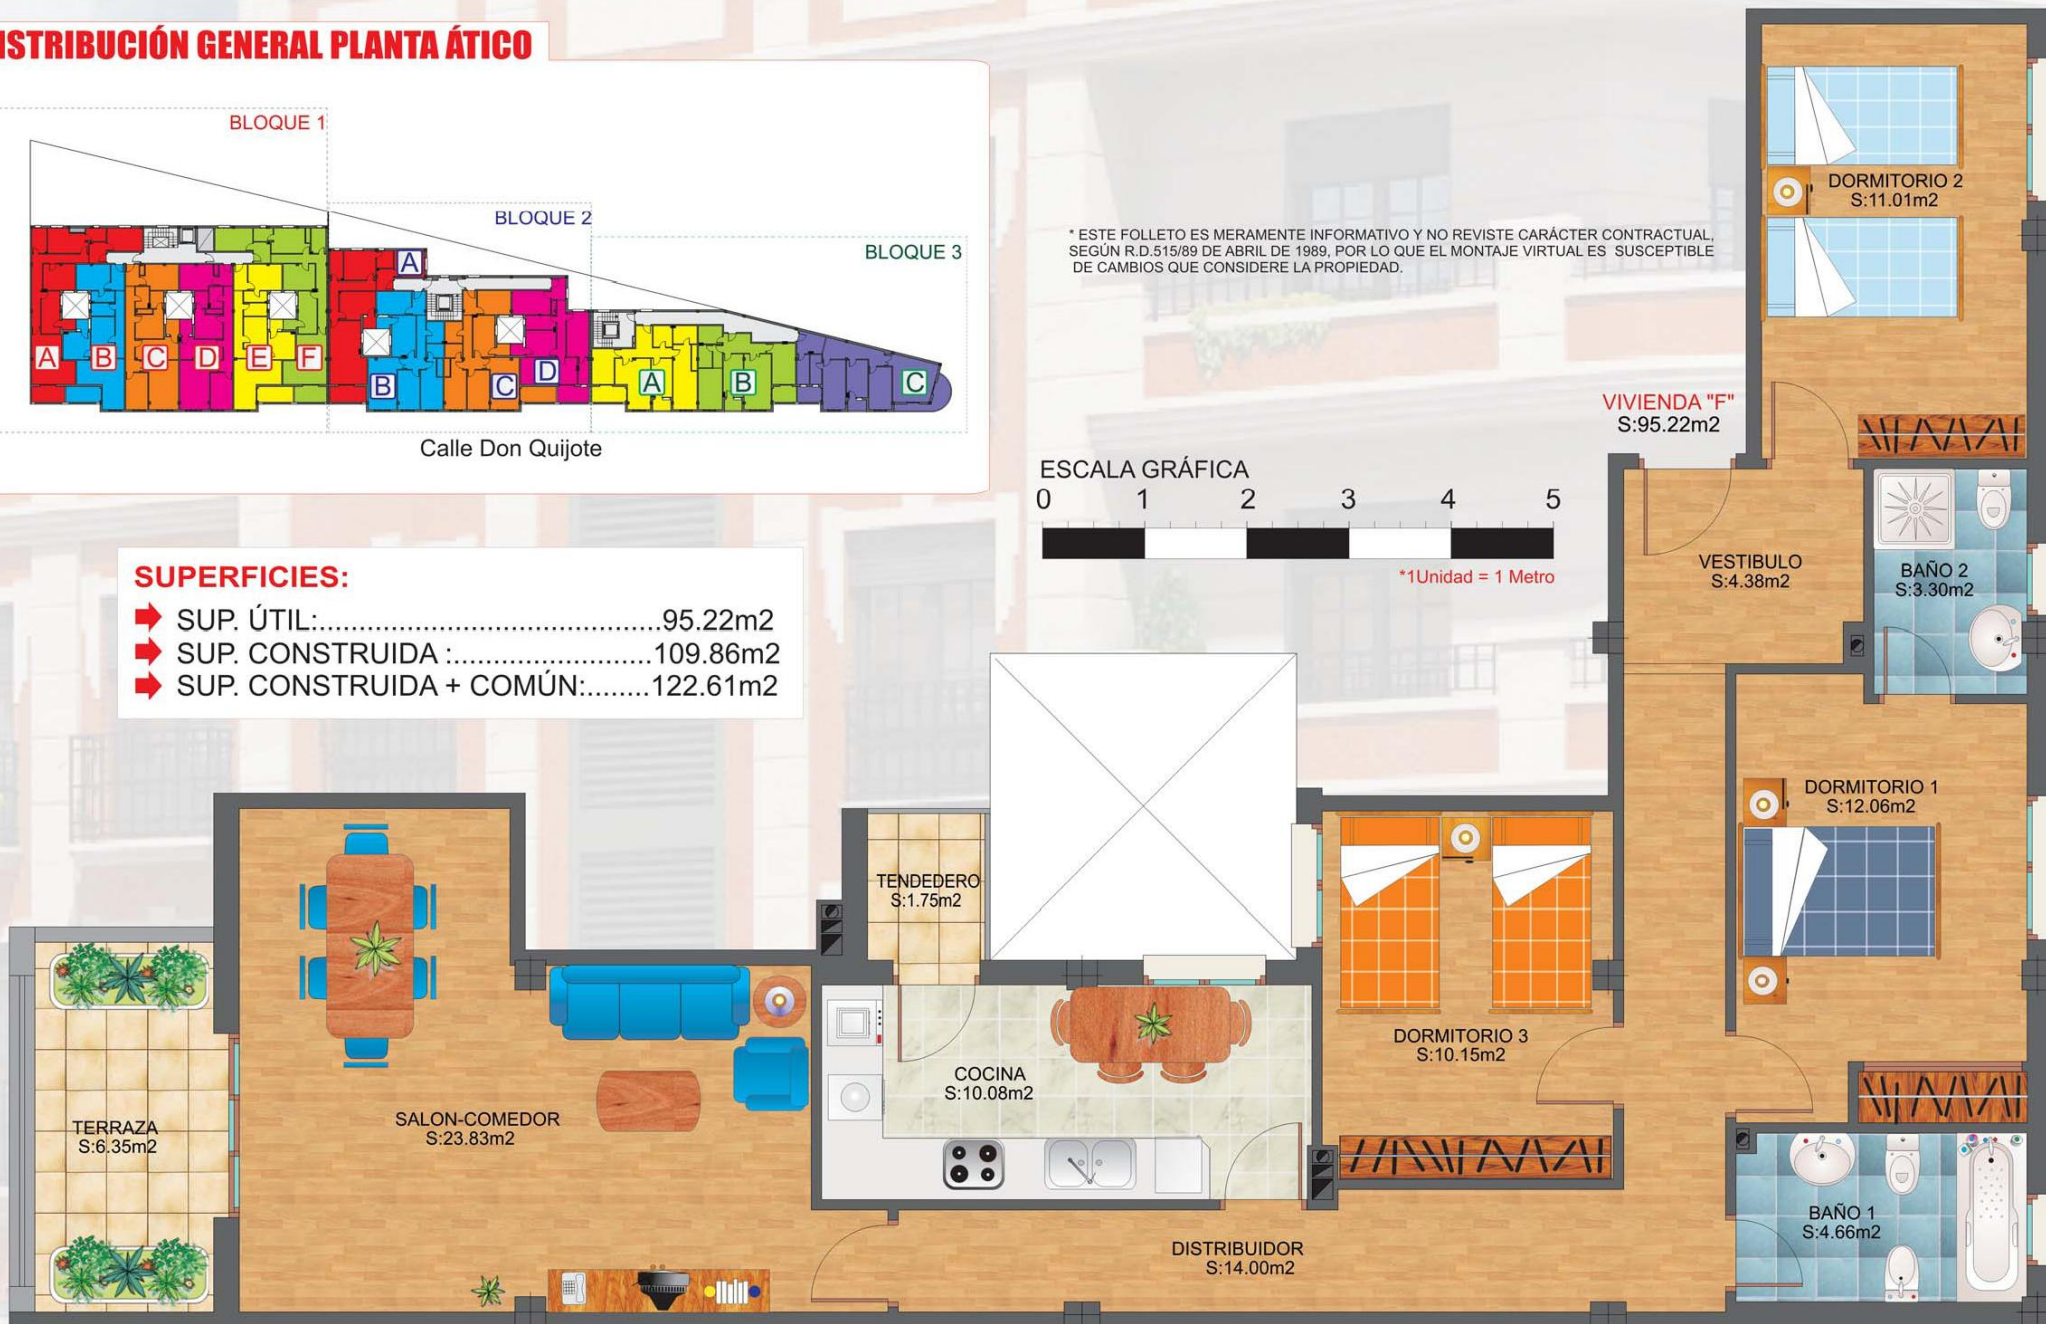 ISTRIBUCIÓN GENERAL PLANTA ÁTICO
BLOQUE 1
BLOQUE 2
BLOQUE 3
A
B
C
D
E
F
A
B
C
D
A
B
C
Calle Don Quijote
* ESTE FOLLETO ES MERAMENTE INFORMATIVO Y NO REVISTE CARÁCTER CONTRACTUAL,
SEGÚN R.D.515/89 DE ABRIL DE 1989, POR LO QUE EL MONTAJE VIRTUAL ES SUSCEPTIBLE
DE CAMBIOS QUE CONSIDERE LA PROPIEDAD.
VIVIENDA "F"
S:95.22m2
ESCALA GRÁFICA
0 1 2 3 4 5
*1Unidad = 1 Metro
SUPERFICIES:
SUP. ÚTIL:...........................................95.22m2
SUP. CONSTRUIDA :.........................109.86m2
SUP. CONSTRUIDA + COMÚN:........122.61m2
DORMITORIO 2
S:11.01m2
VESTIBULO
S:4.38m2
BAÑO 2
S:3.30m2
DORMITORIO 1
S:12.06m2
TENDEDERO
S:1.75m2
DORMITORIO 3
S:10.15m2
COCINA
S:10.08m2
SALON-COMEDOR
S:23.83m2
TERRAZA
S:6.35m2
BAÑO 1
S:4.66m2
DISTRIBUIDOR
S:14.00m2